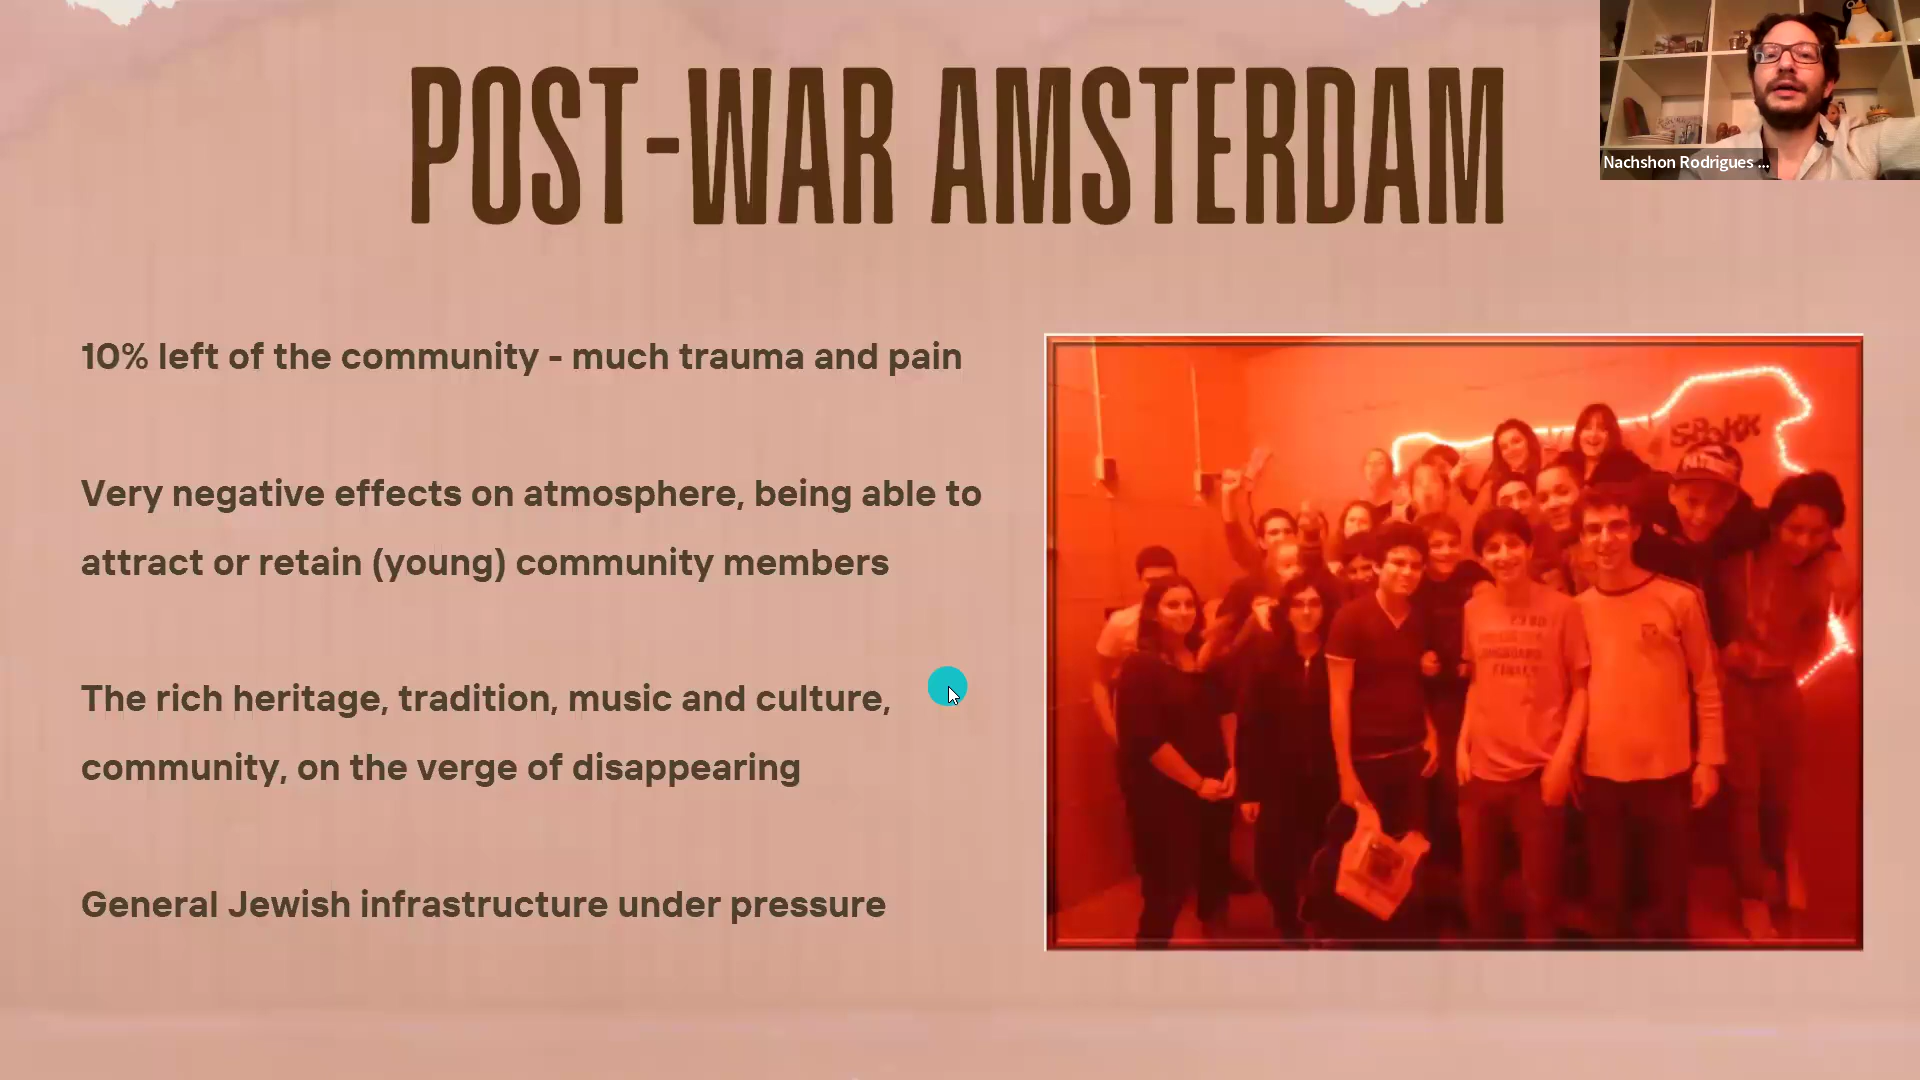 POST-WAR AMSTERDAM
Nachshon Rodrigues ...
10% left of the community - much trauma and pain
Very negative effects on atmosphere, being able to
attract or retain (young) community members
The rich heritage, tradition, music and culture,
community, on the verge of disappearing
General Jewish infrastructure under pressure